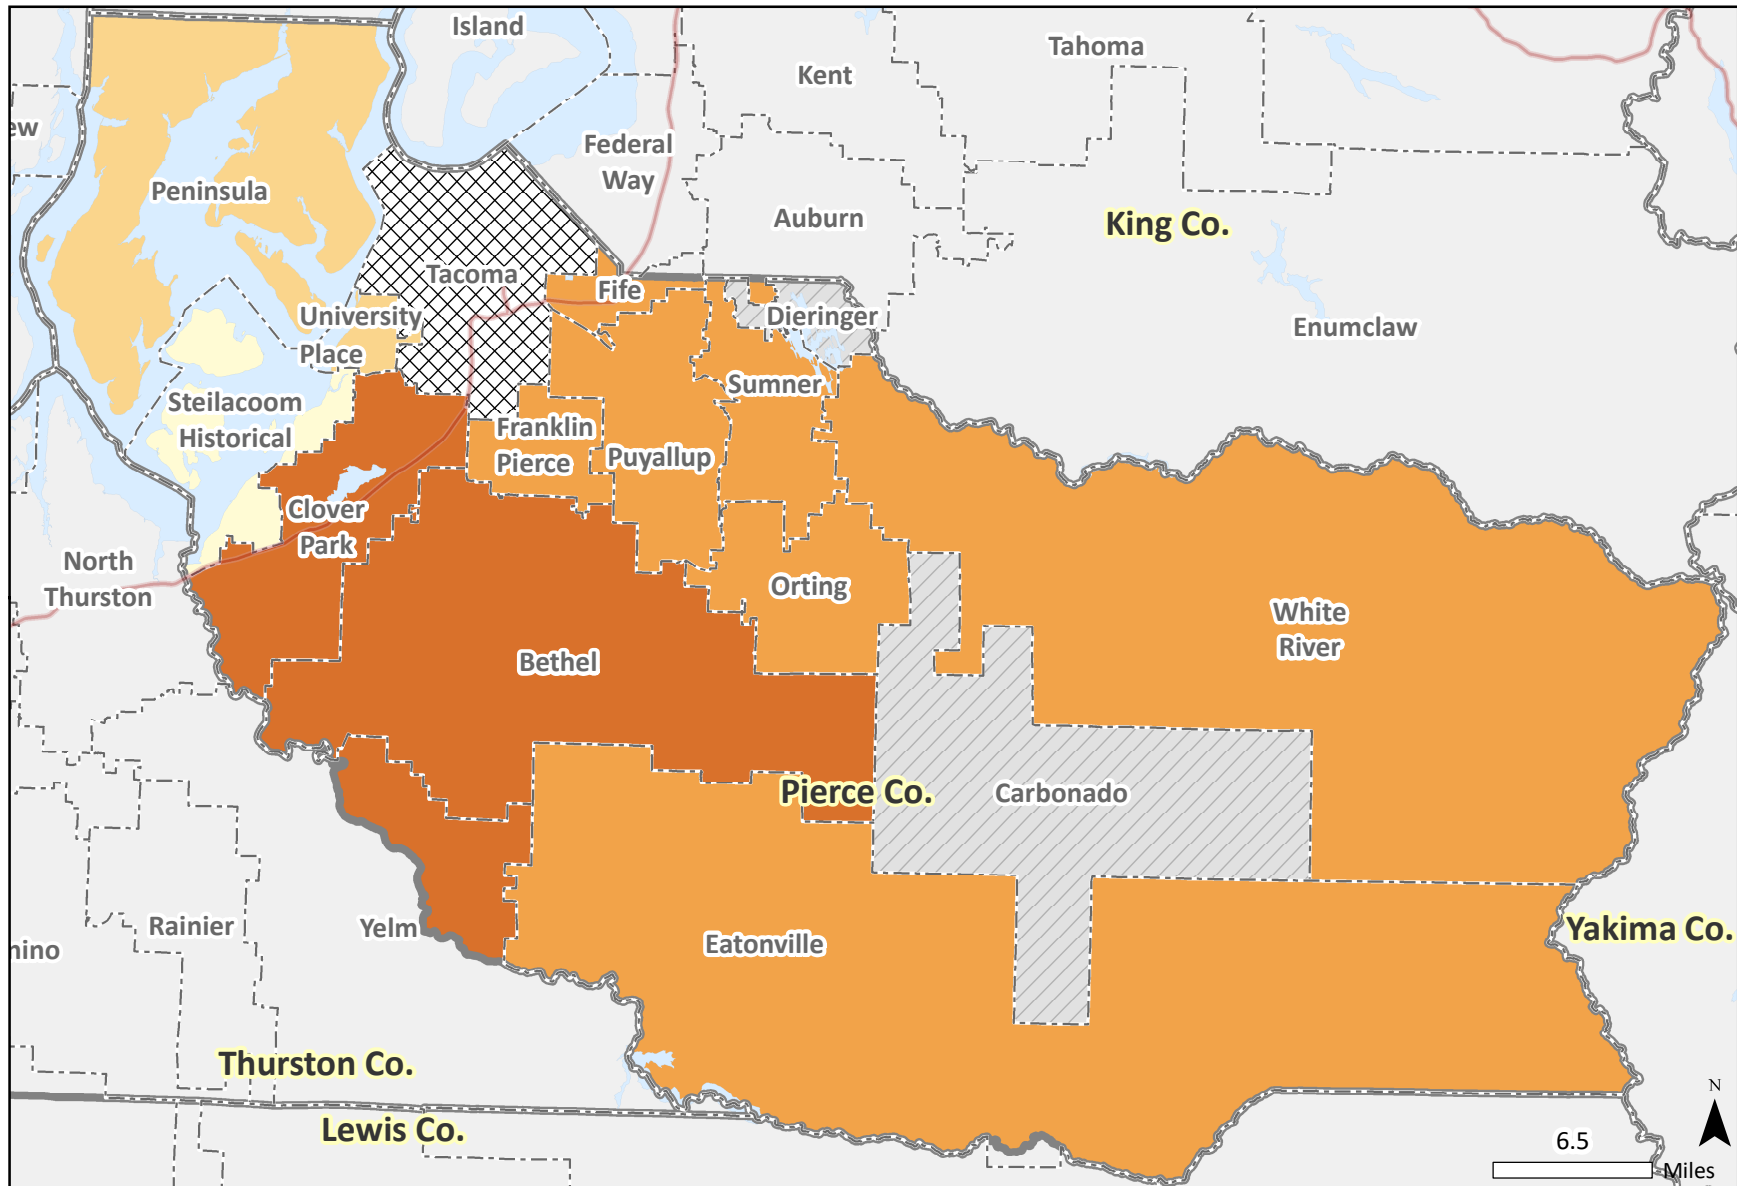 Island
Tahoma
Kent
ew
Federal
Way
Peninsula
Auburn
King Co.
Tacoma
Fife
University
Place
Dieringer
Enumclaw
Sumner
Steilacoom
Historical
Franklin
Pierce
Puyallup
Clover
Park
North
Thurston
Orting
White
River
Bethel
Pierce Co.
Carbonado
Rainier
Yelm
Eatonville
Yakima Co.
nino
Thurston Co.
Lewis Co.
N
6.5
Miles